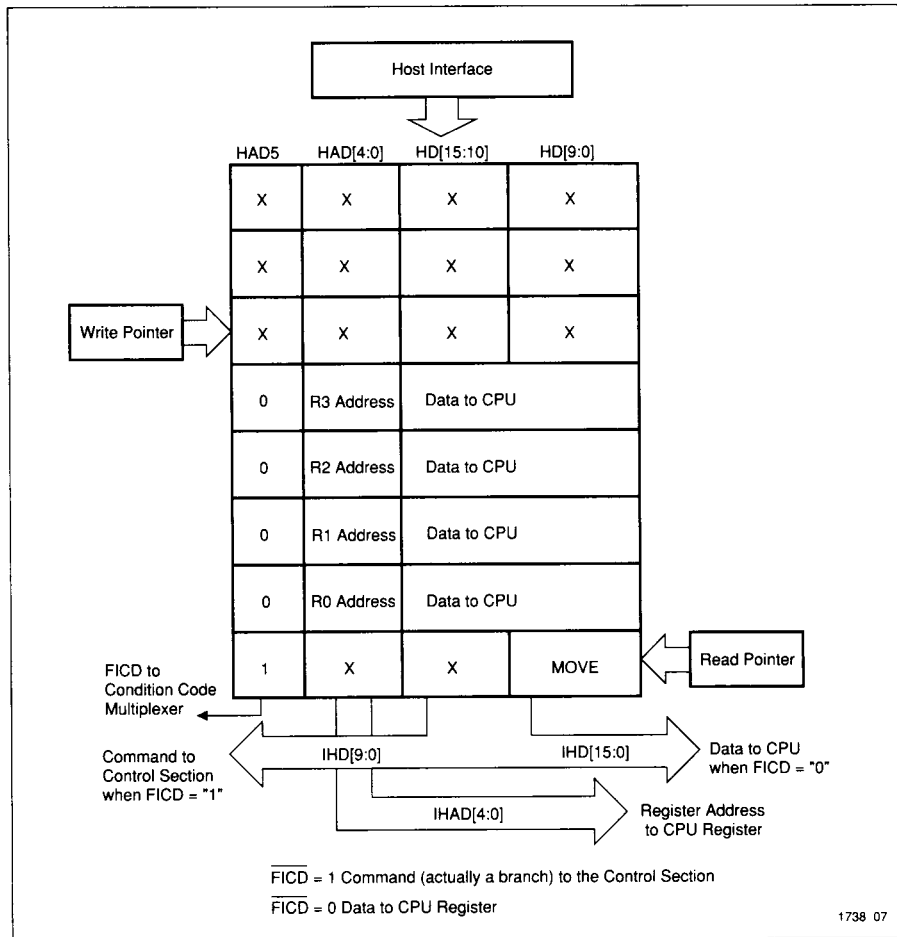 Host Interface
HAD5 HAD[4:0] HD[15:10] HD[9:0]
X X X X
X X X X
Write Pointer
X X X X
0 R3 Address Data to CPU
0 R2 Address Data to CPU
0 R1 Address Data to CPU
0 R0 Address Data to CPU
1 X X MOVE
Read Pointer
FICD to
Condition Code
Multiplexer
Command to
Control Section
when FICD = "1"
IHD[9:0]
IHD[15:0]
Data to CPU
when FICD = "0"
IHAD[4:0]
Register Address
to CPU Register
F̅I̅C̅D̅ = 1 Command (actually a branch) to the Control Section
F̅I̅C̅D̅ = 0 Data to CPU Register
1738 07